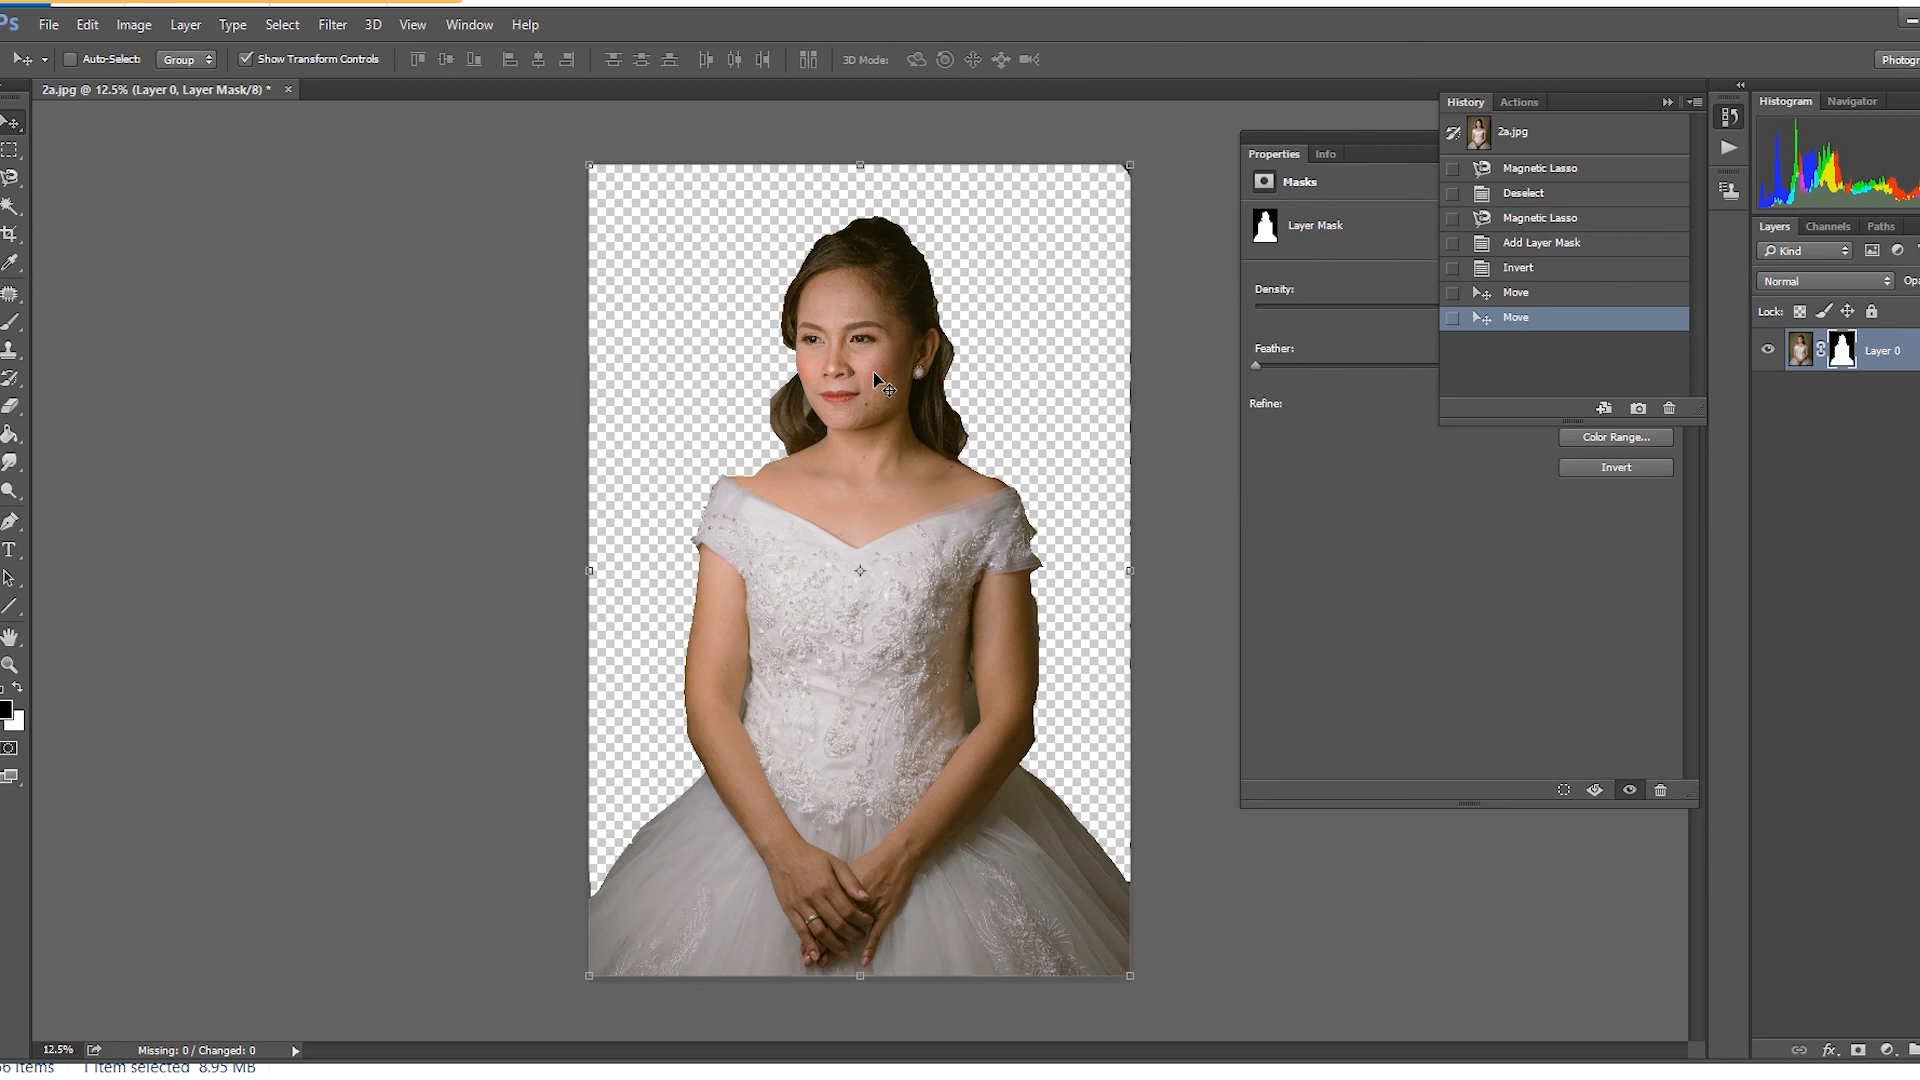 Ps File Edit Image Layer Type Select Filter 3D View Window Help
Auto-Select: Group Show Transform Controls 3D Mode: Photogr
2a.jpg @ 12.5% (Layer 0, Layer Mask/8) * ×
History Actions
2a.jpg
Magnetic Lasso
Deselect
Magnetic Lasso
Add Layer Mask
Invert
Move
Move
Properties Info
Masks
Layer Mask
Density:
Feather:
Refine:
Color Range...
Invert
Histogram Navigator
Layers Channels Paths
Kind
Normal Opa
Lock:
Layer 0
fx
12.5% Missing: 0 / Changed: 0
66 items 1 item selected 8.95 MB